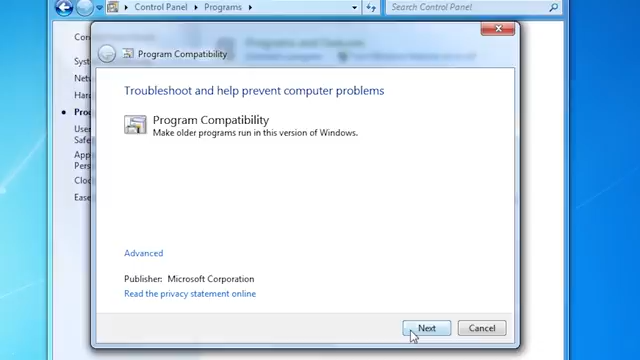 Control Panel
Programs
Search Control Panel
Program Compatibility
Troubleshoot and help prevent computer problems
Program Compatibility
Make older programs run in this version of Windows.
Advanced
Publisher: Microsoft Corporation
Read the privacy statement online
Next
Cancel